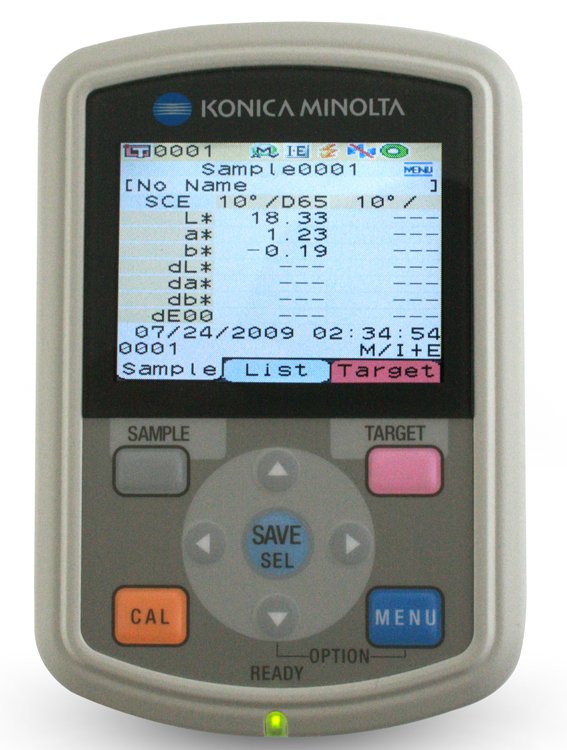 KONICA MINOLTA
LT 0001 M I-E
Sample0001 MENU
[No Name ]
SCE 10°/D65 10°/
L* 18.33 ---
a* 1.23 ---
b* -0.19 ---
dL* --- ---
da* --- ---
db* --- ---
dE00 --- ---
07/24/2009 02:34:54
0001 M/I+E
Sample List Target
SAMPLE TARGET
SAVE
SEL
CAL MENU
OPTION
READY